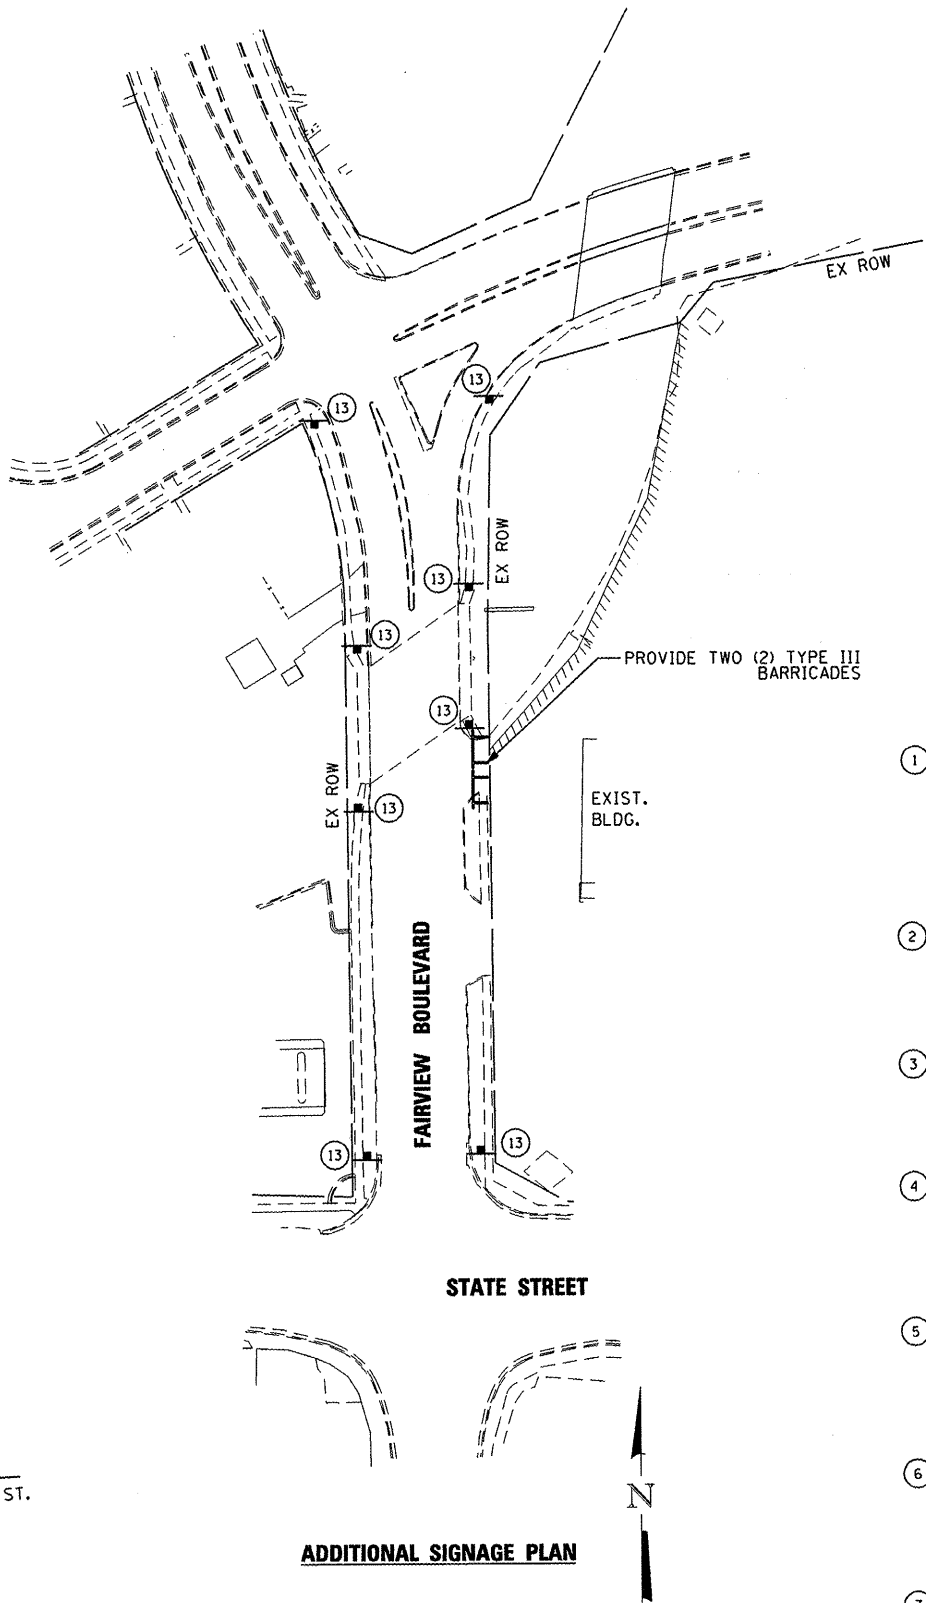 EX ROW
13
13
EX ROW
13
13
PROVIDE TWO (2) TYPE III
BARRICADES
13
1
EX ROW
EXIST.
BLDG.
13
2
FAIRVIEW BOULEVARD
3
13
13
4
STATE STREET
5
6
ST.
N
ADDITIONAL SIGNAGE PLAN